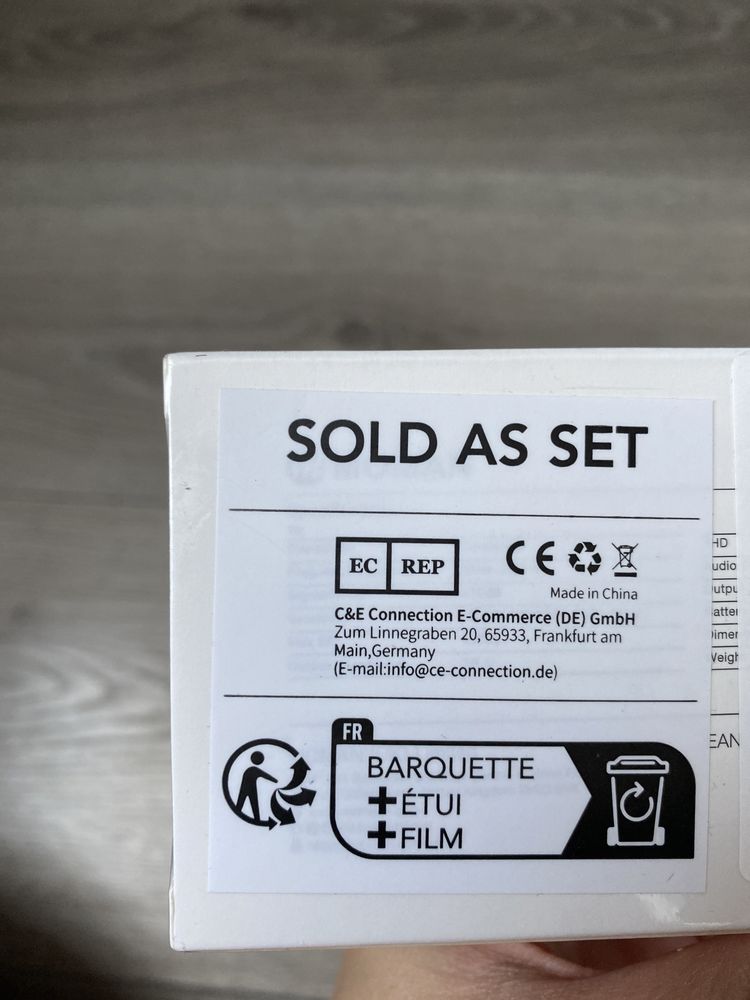 SOLD AS SET
EC REP
CE
Made in China
C&E Connection E-Commerce (DE) GmbH
Zum Linnegraben 20, 65933, Frankfurt am
Main,Germany
(E-mail:info@ce-connection.de)
FR
BARQUETTE
+ÉTUI
+FILM